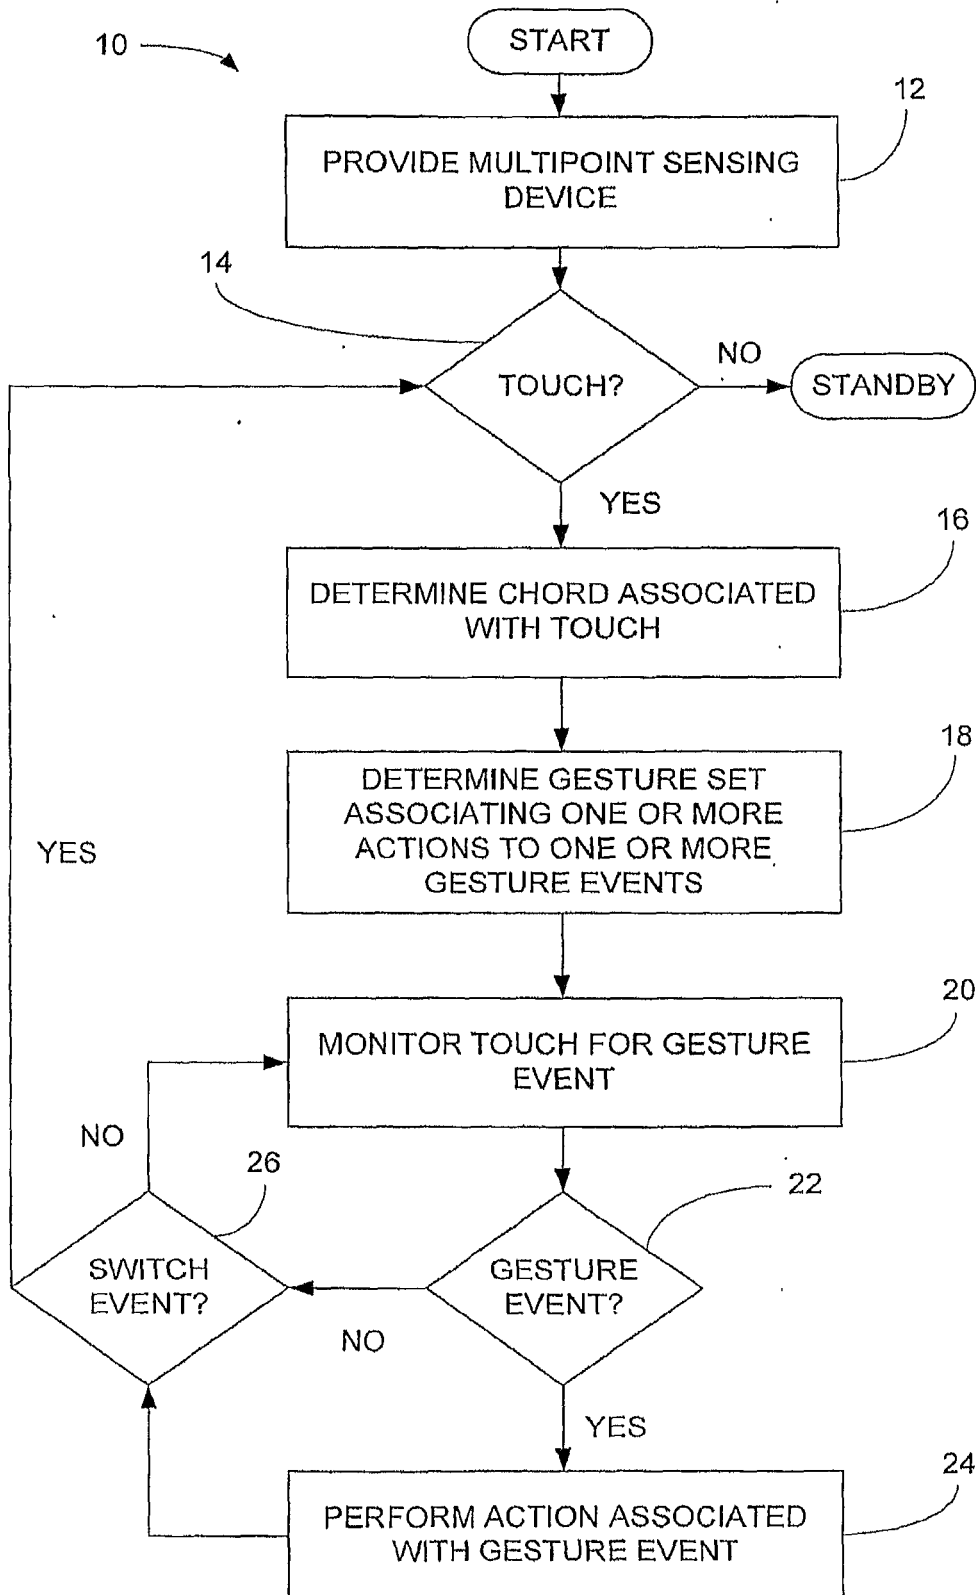 10
START
12
PROVIDE MULTIPOINT SENSING
DEVICE
14
TOUCH?
NO
STANDBY
YES
16
DETERMINE CHORD ASSOCIATED
WITH TOUCH
18
DETERMINE GESTURE SET
ASSOCIATING ONE OR MORE
ACTIONS TO ONE OR MORE
GESTURE EVENTS
YES
20
MONITOR TOUCH FOR GESTURE
EVENT
NO
26
22
SWITCH
EVENT?
GESTURE
EVENT?
NO
YES
24
PERFORM ACTION ASSOCIATED
WITH GESTURE EVENT